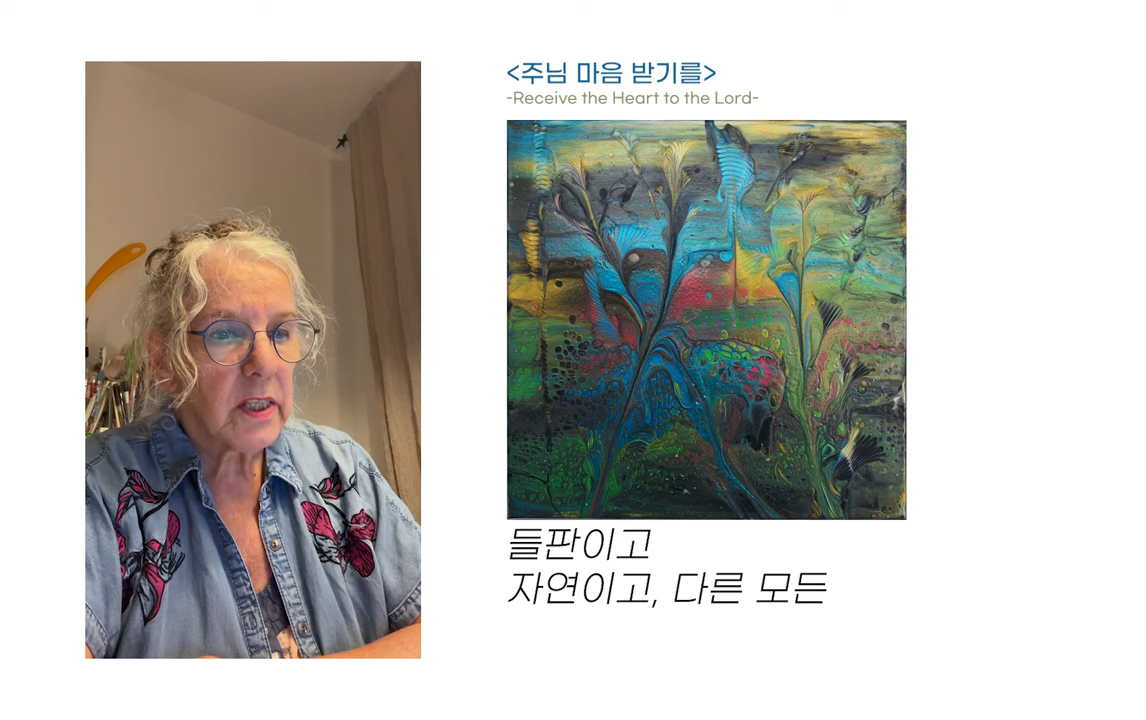 <주님 마음 받기를>
-Receive the Heart to the Lord-
들판이고
자연이고, 다른 모든